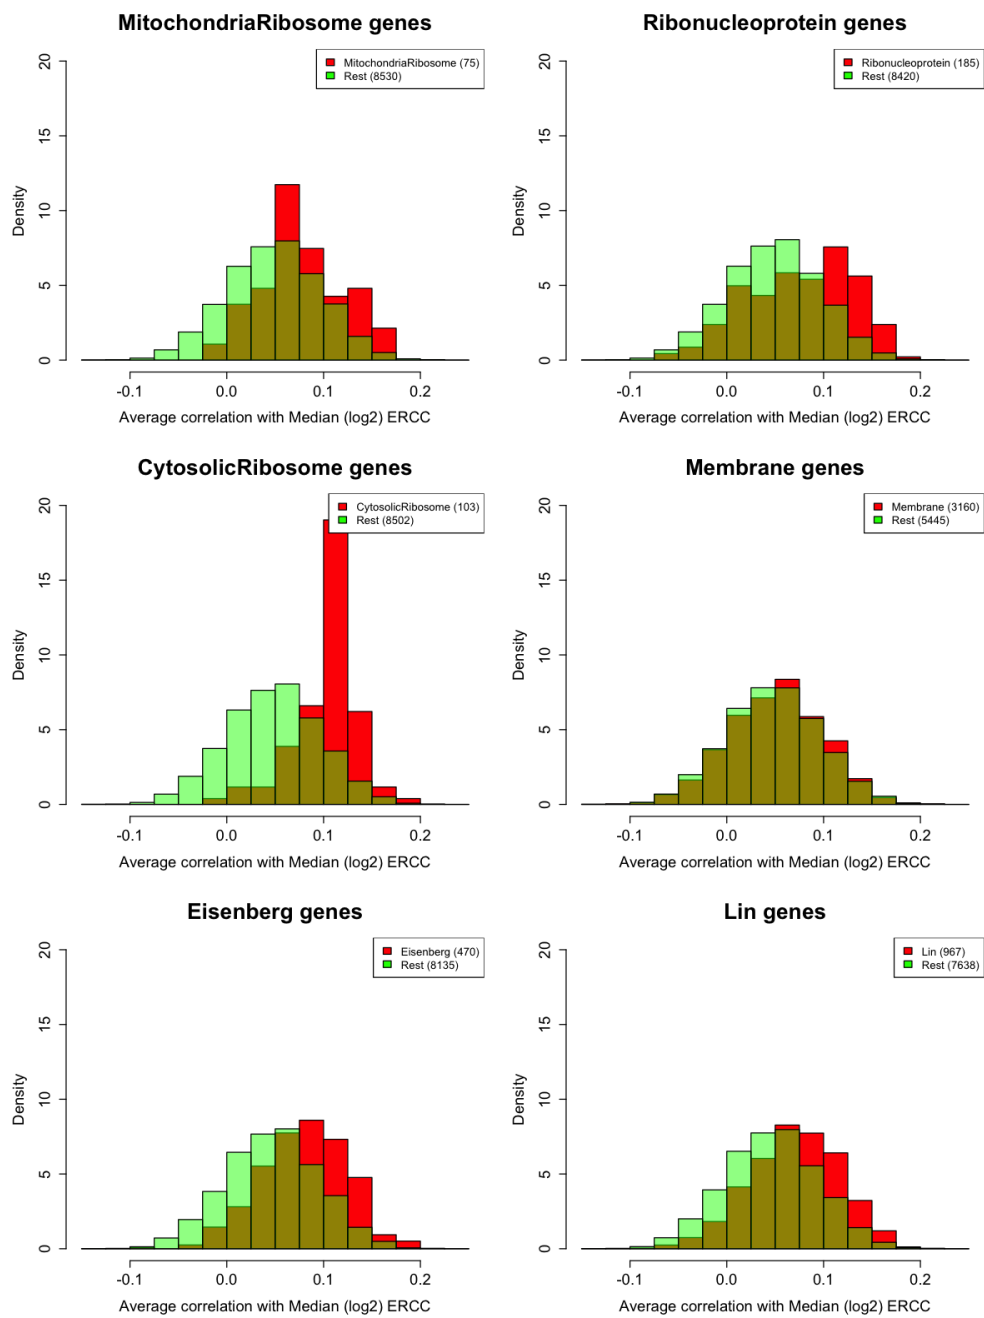 MitochondriaRibosome genes
MitochondriaRibosome (75)
Rest (8530)
Density
20
15
10
5
0
-0.1 0.0 0.1 0.2
Average correlation with Median (log2) ERCC
Ribonucleoprotein genes
Ribonucleoprotein (185)
Rest (8420)
Density
20
15
10
5
0
-0.1 0.0 0.1 0.2
Average correlation with Median (log2) ERCC
CytosolicRibosome genes
CytosolicRibosome (103)
Rest (8502)
Density
20
15
10
5
0
-0.1 0.0 0.1 0.2
Average correlation with Median (log2) ERCC
Membrane genes
Membrane (3160)
Rest (5445)
Density
20
15
10
5
0
-0.1 0.0 0.1 0.2
Average correlation with Median (log2) ERCC
Eisenberg genes
Eisenberg (470)
Rest (8135)
Density
20
15
10
5
0
-0.1 0.0 0.1 0.2
Average correlation with Median (log2) ERCC
Lin genes
Lin (967)
Rest (7638)
Density
20
15
10
5
0
-0.1 0.0 0.1 0.2
Average correlation with Median (log2) ERCC